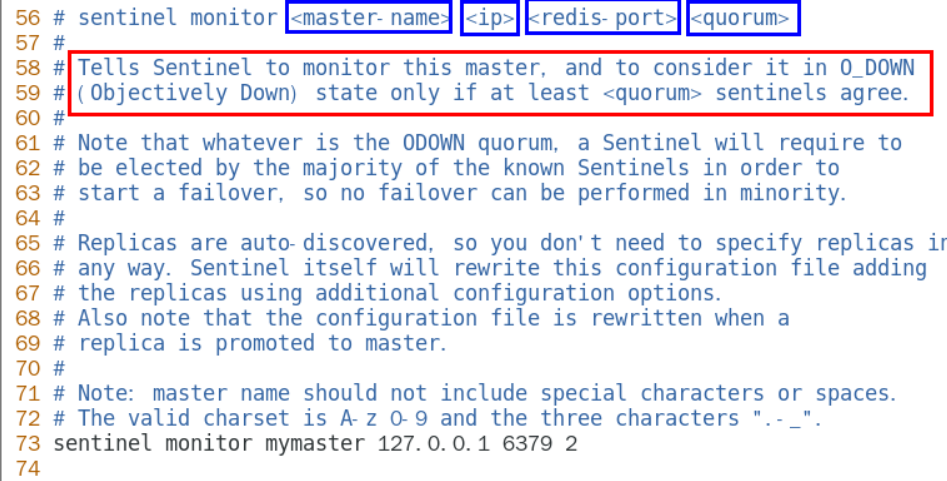 56 # sentinel monitor <master-name> <ip> <redis-port> <quorum>
57 #
58 # Tells Sentinel to monitor this master, and to consider it in O_DOWN
59 # (Objectively Down) state only if at least <quorum> sentinels agree.
60 #
61 # Note that whatever is the ODOWN quorum, a Sentinel will require to
62 # be elected by the majority of the known Sentinels in order to
63 # start a failover, so no failover can be performed in minority.
64 #
65 # Replicas are auto-discovered, so you don't need to specify replicas in
66 # any way. Sentinel itself will rewrite this configuration file adding
67 # the replicas using additional configuration options.
68 # Also note that the configuration file is rewritten when a
69 # replica is promoted to master.
70 #
71 # Note: master name should not include special characters or spaces.
72 # The valid charset is A-z 0-9 and the three characters ".-_".
73 sentinel monitor mymaster 127.0.0.1 6379 2
74